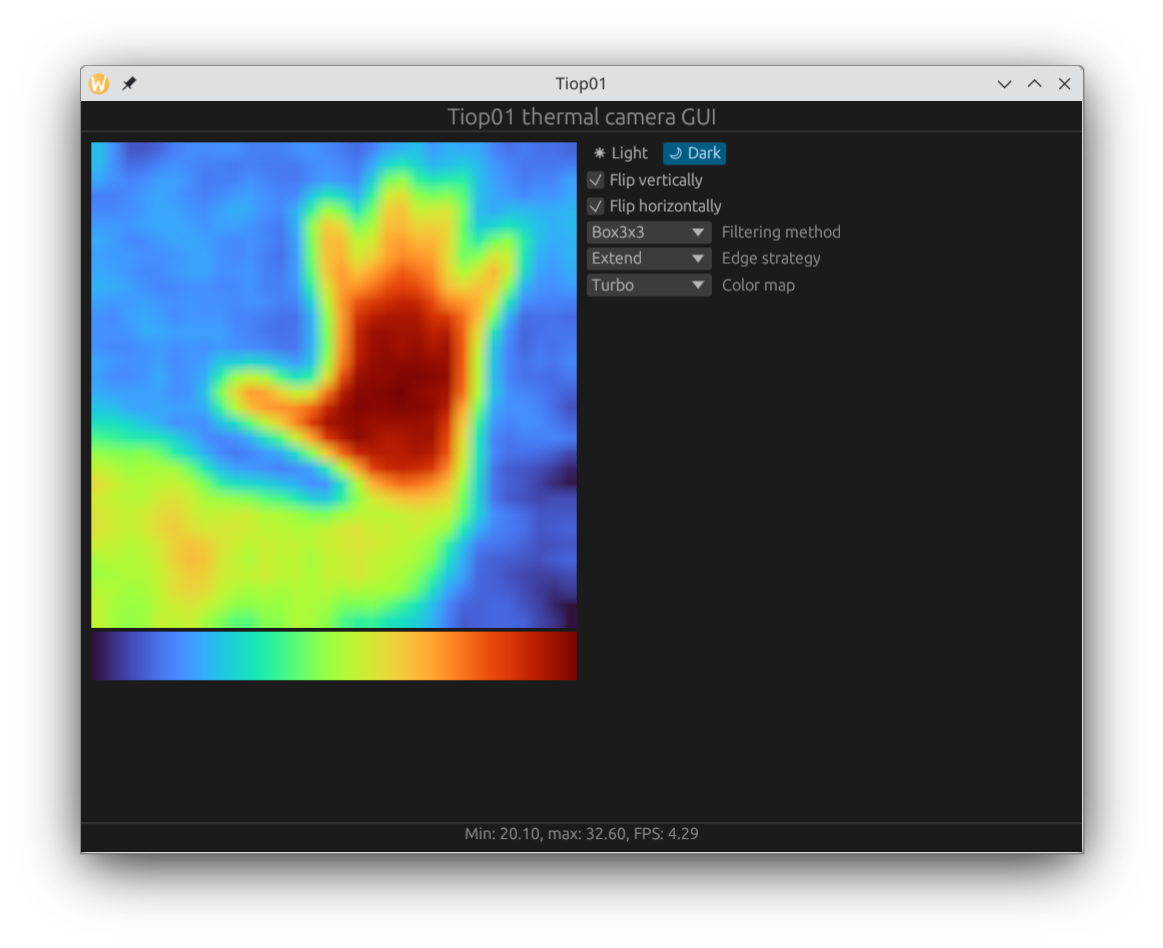 Tiop01
Tiop01 thermal camera GUI
Light Dark
Flip vertically
Flip horizontally
Box3x3 Filtering method
Extend Edge strategy
Turbo Color map
Min: 20.10, max: 32.60, FPS: 4.29